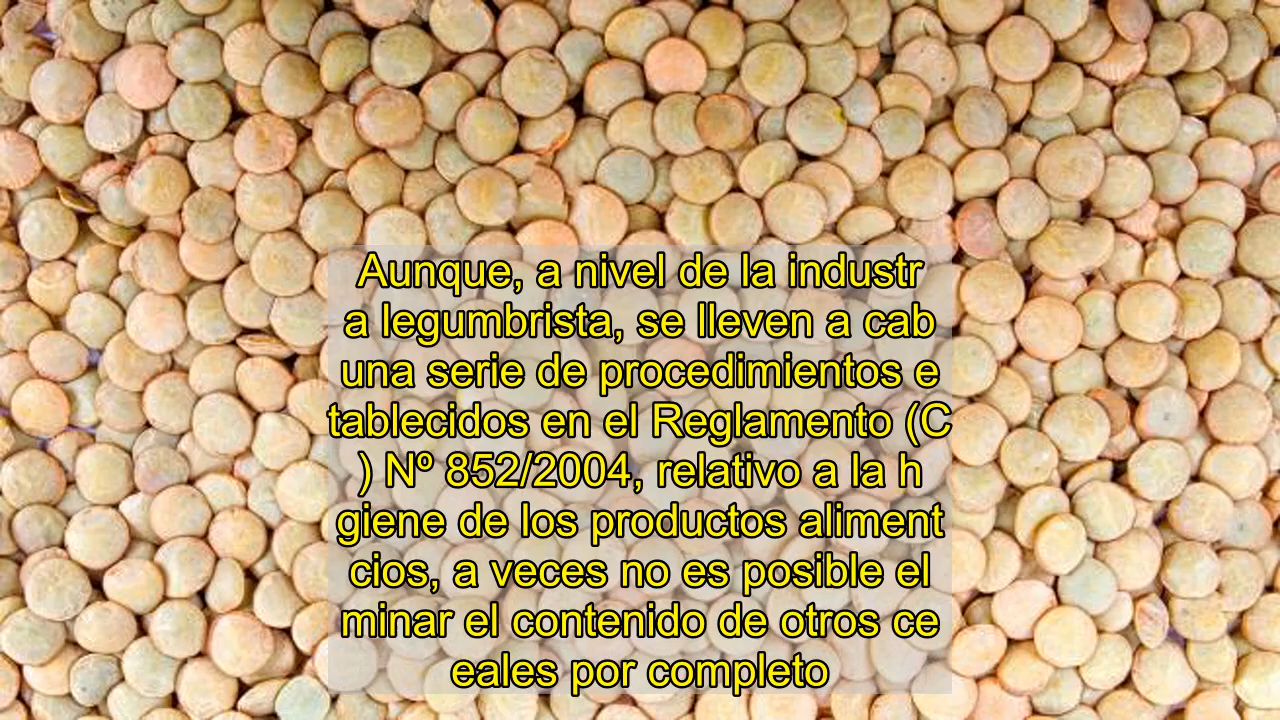 Aunque, a nivel de la industr
a legumbrista, se lleven a cab
una serie de procedimientos e
tablecidos en el Reglamento (C
) Nº 852/2004, relativo a la h
giene de los productos aliment
cios, a veces no es posible el
minar el contenido de otros ce
eales por completo